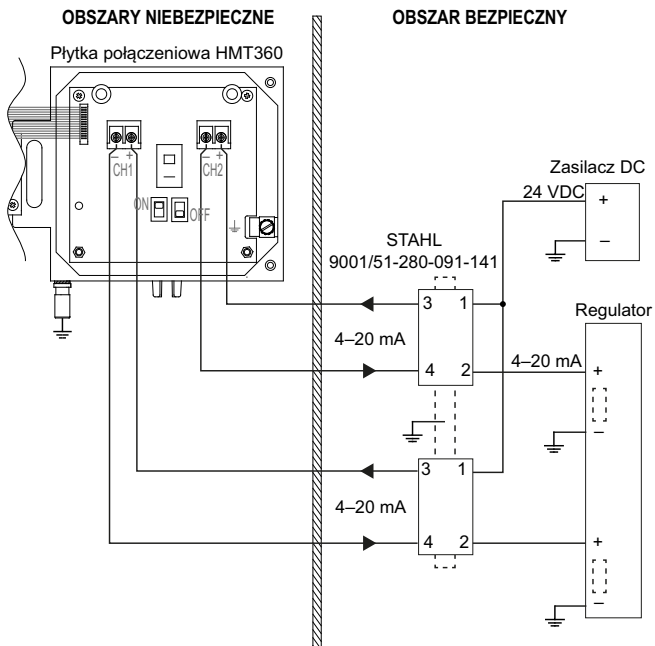 OBSZARY NIEBEZPIECZNE
OBSZAR BEZPIECZNY
Płytka połączeniowa HMT360
– +
CH1
– +
CH2
ON
OFF
Zasilacz DC
24 VDC
+
–
STAHL
9001/51-280-091-141
3 1
4–20 mA
4 2
Regulator
4–20 mA
+
–
3 1
4–20 mA
4 2
+
–